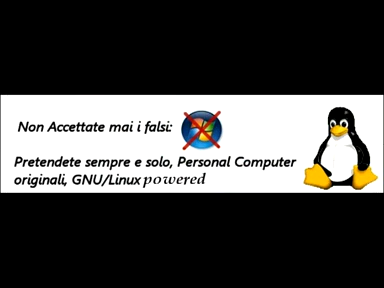 Non Accettate mai i falsi:
Pretendete sempre e solo, Personal Computer
originali, GNU/Linux powered